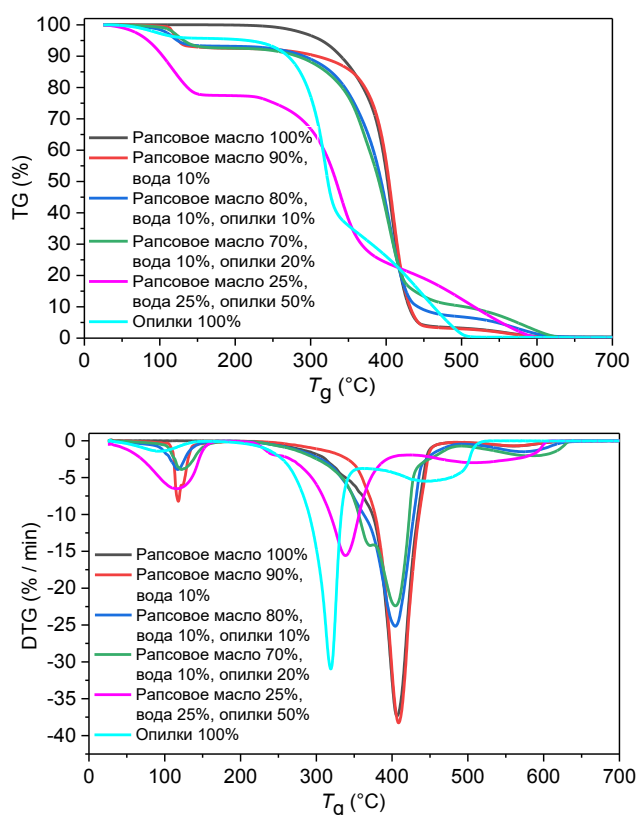 TG (%)
100
90
80
70
60
50
40
30
20
10
0
Рапсовое масло 100%
Рапсовое масло 90%,
вода 10%
Рапсовое масло 80%,
вода 10%, опилки 10%
Рапсовое масло 70%,
вода 10%, опилки 20%
Рапсовое масло 25%,
вода 25%, опилки 50%
Опилки 100%
0 100 200 300 400 500 600 700
Tg (°C)
DTG (% / min)
0
-5
-10
-15
-20
-25
-30
-35
-40
Рапсовое масло 100%
Рапсовое масло 90%,
вода 10%
Рапсовое масло 80%,
вода 10%, опилки 10%
Рапсовое масло 70%,
вода 10%, опилки 20%
Рапсовое масло 25%,
вода 25%, опилки 50%
Опилки 100%
0 100 200 300 400 500 600 700
Tg (°C)